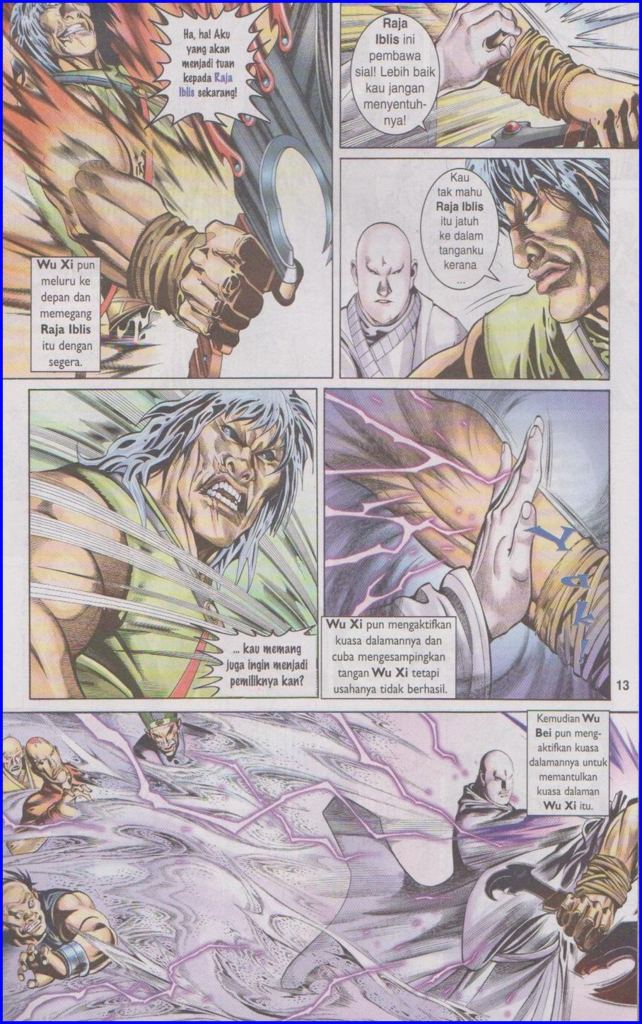 Ha, ha! Aku
yang akan
menjadi tuan
kepada Raja
Iblis sekarang!
Wu Xi pun
meluru ke
depan dan
memegang
Raja Iblis
itu dengan
segera.
Raja
Iblis ini
pembawa
sial! Lebih baik
kau jangan
menyentuh-
nya!
Kau
tak mahu
Raja Iblis
itu jatuh
ke dalam
tanganku
kerana
...
... kau memang
juga ingin menjadi
pemiliknya kan?
Yak!
Wu Xi pun mengaktifkan
kuasa dalamannya dan
cuba mengesampingkan
tangan Wu Xi tetapi
usahanya tidak berhasil.
13
Kemudian Wu
Bei pun meng-
aktifkan kuasa
dalamannya untuk
memantulkan
kuasa dalaman
Wu Xi itu.